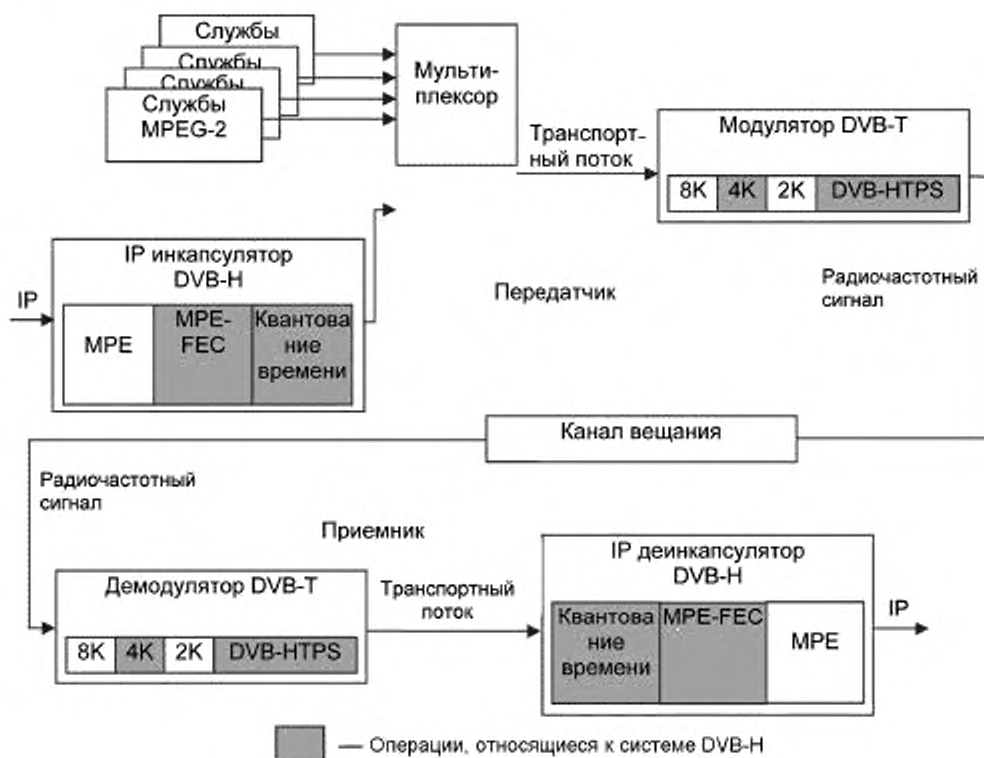 Службы
Службы
Службы
Службы
MPEG-2
Мульти-
плексор
Транспорт-
ный поток
Модулятор DVB-T
8K 4K 2K DVB-HTPS
IP
IP инкапсулятор
DVB-H
MPE
MPE-
FEC
Квантова
ние
времени
Передатчик
Радиочастотный
сигнал
Канал вещания
Радиочастотный
сигнал
Приемник
Демодулятор DVB-T
8K 4K 2K DVB-HTPS
Транспортный
поток
IP деинкапсулятор
DVB-H
Квантова
ние
времени
MPE-FEC
MPE
IP
— Операции, относящиеся к системе DVB-H